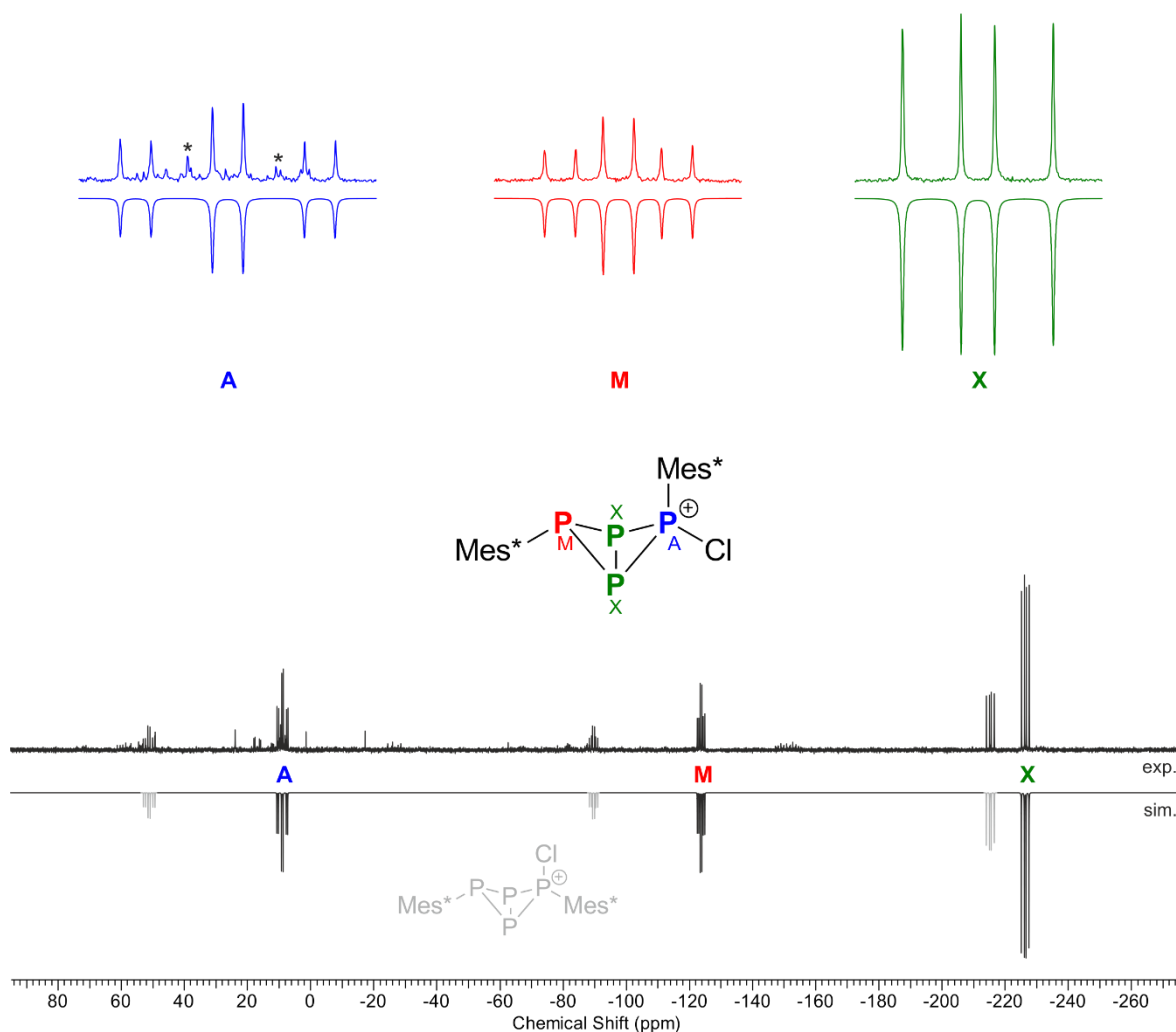 * *
A M X
Mes*
P X P ⊕
Mes* M P A Cl
P
X
exp.
A M X
sim.
Cl
P P P ⊕
Mes* Mes*
P
80 60 40 20 0 -20 -40 -60 -80 -100 -120 -140 -160 -180 -200 -220 -240 -260
Chemical Shift (ppm)